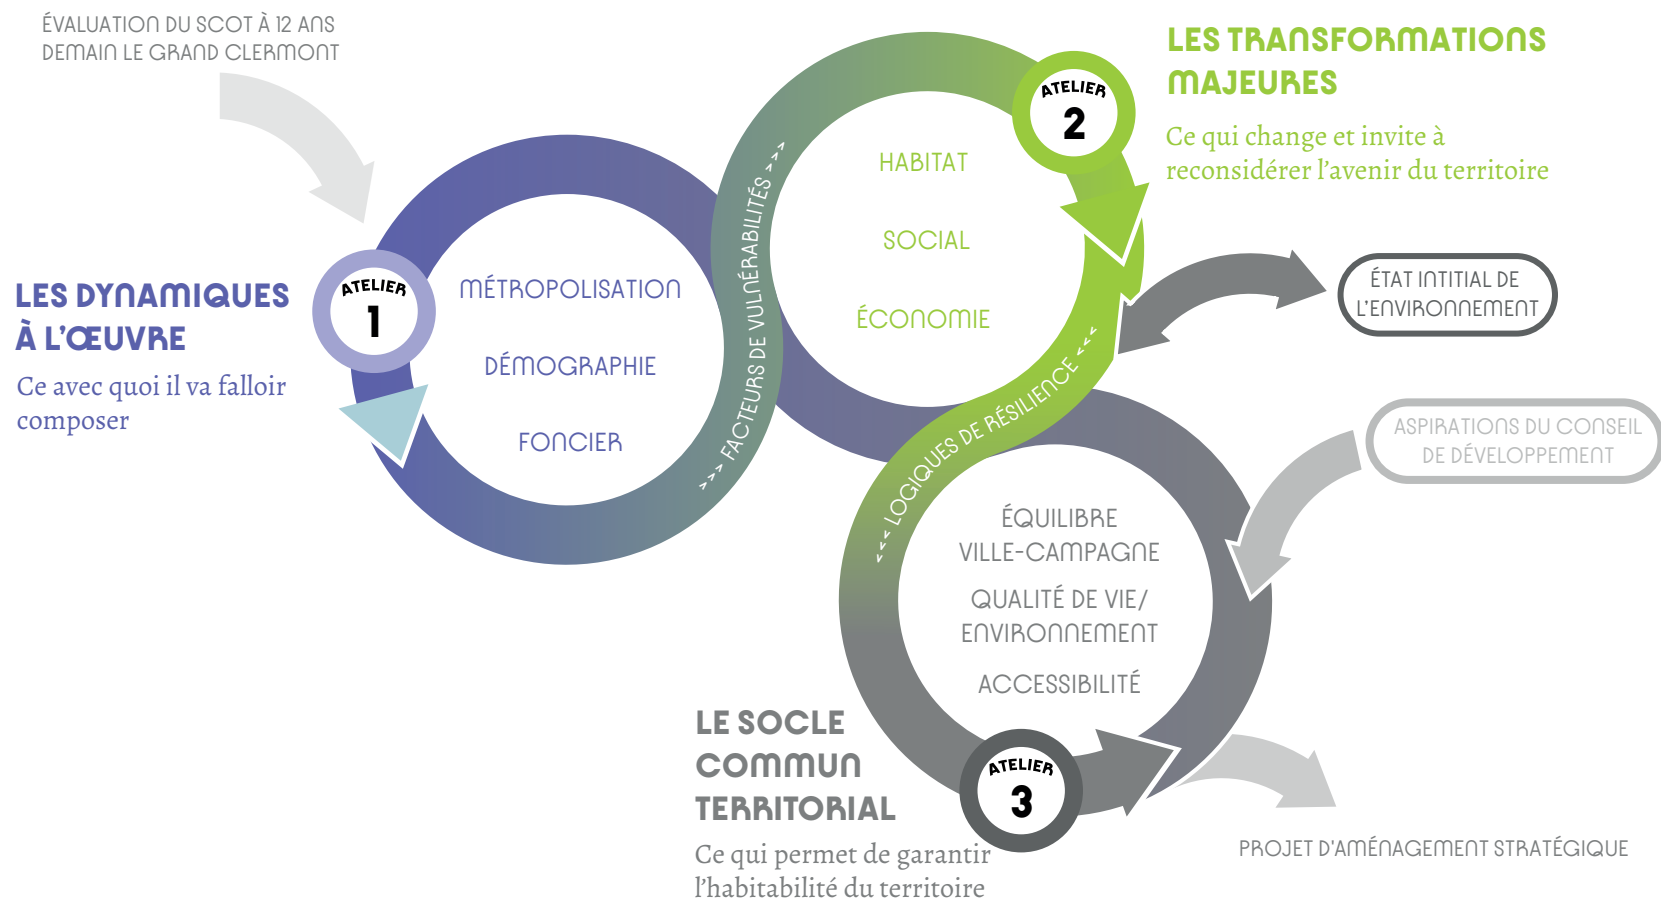 ÉVALUATION DU SCOT À 12 ANS
DEMAIN LE GRAND CLERMONT
LES DYNAMIQUES
À L'ŒUVRE
Ce avec quoi il va falloir
composer
ATELIER
1
MÉTROPOLISATION
DÉMOGRAPHIE
FONCIER
>>> FACTEURS DE VULNÉRABILITÉS >>>
LES TRANSFORMATIONS
MAJEURES
Ce qui change et invite à
reconsidérer l’avenir du territoire
ATELIER
2
HABITAT
SOCIAL
ÉCONOMIE
<<< LOGIQUES DE RÉSILIENCE <<<
ÉTAT INTITIAL DE
L'ENVIRONNEMENT
ASPIRATIONS DU CONSEIL
DE DÉVELOPPEMENT
ÉQUILIBRE
VILLE-CAMPAGNE
QUALITÉ DE VIE/
ENVIRONNEMENT
ACCESSIBILITÉ
LE SOCLE
COMMUN
TERRITORIAL
Ce qui permet de garantir
l’habitabilité du territoire
ATELIER
3
PROJET D'AMÉNAGEMENT STRATÉGIQUE